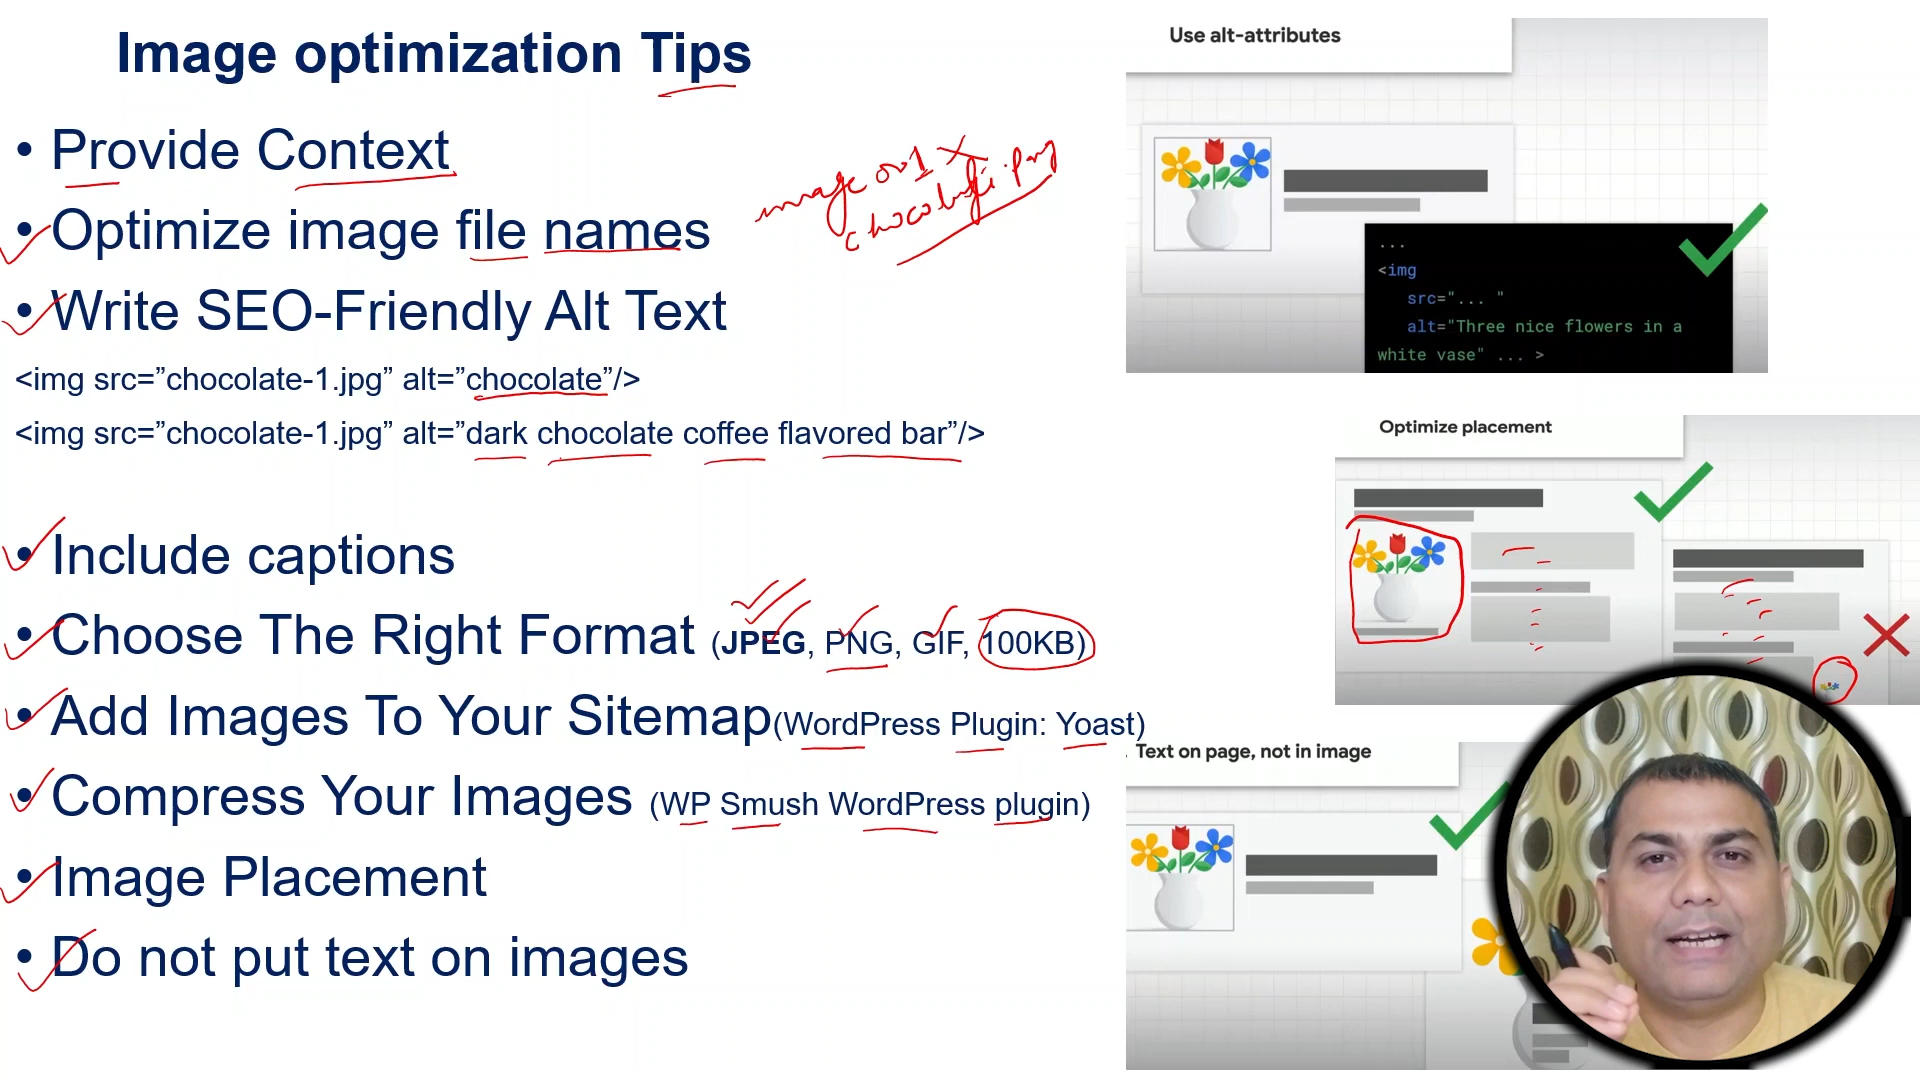 Image optimization Tips
• Provide Context
• Optimize image file names
• Write SEO-Friendly Alt Text
<img src=”chocolate-1.jpg” alt=”chocolate”/>
<img src=”chocolate-1.jpg” alt=”dark chocolate coffee flavored bar”/>
• Include captions
• Choose The Right Format (JPEG, PNG, GIF, 100KB)
• Add Images To Your Sitemap(WordPress Plugin: Yoast)
• Compress Your Images (WP Smush WordPress plugin)
• Image Placement
• Do not put text on images
image 001 X
.png
Use alt-attributes
...
<img
src="... "
alt="Three nice flowers in a
white vase" ... >
Optimize placement
Text on page, not in image